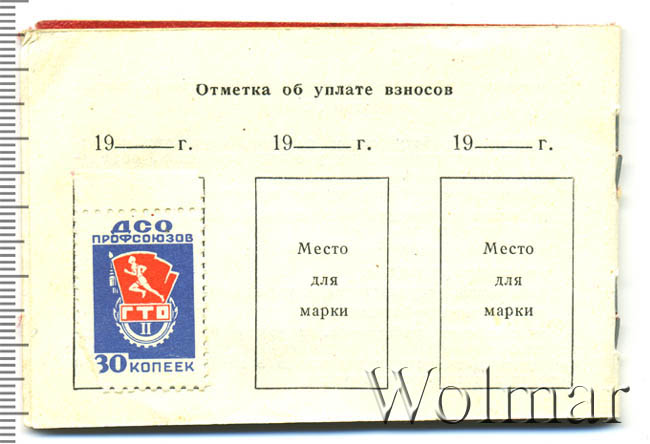 Отметка об уплате взносов
19 г. 19 г. 19 г.
ДСО
ПРОФСОЮЗОВ
ГТО
II
30 КОПЕЕК
Место
для
марки
Место
для
марки
Wolmar